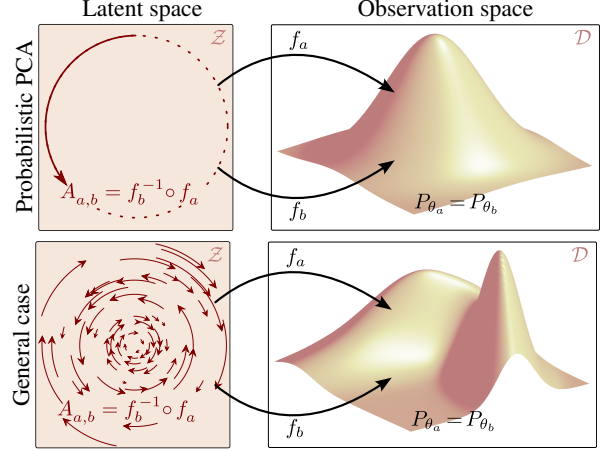 Latent space
Observation space
Probabilistic PCA
𝒵
f_a
𝒟
A_{a,b} = f_b^{-1} ∘ f_a
f_b
P_{θ_a} = P_{θ_b}
General case
𝒵
f_a
𝒟
A_{a,b} = f_b^{-1} ∘ f_a
f_b
P_{θ_a} = P_{θ_b}